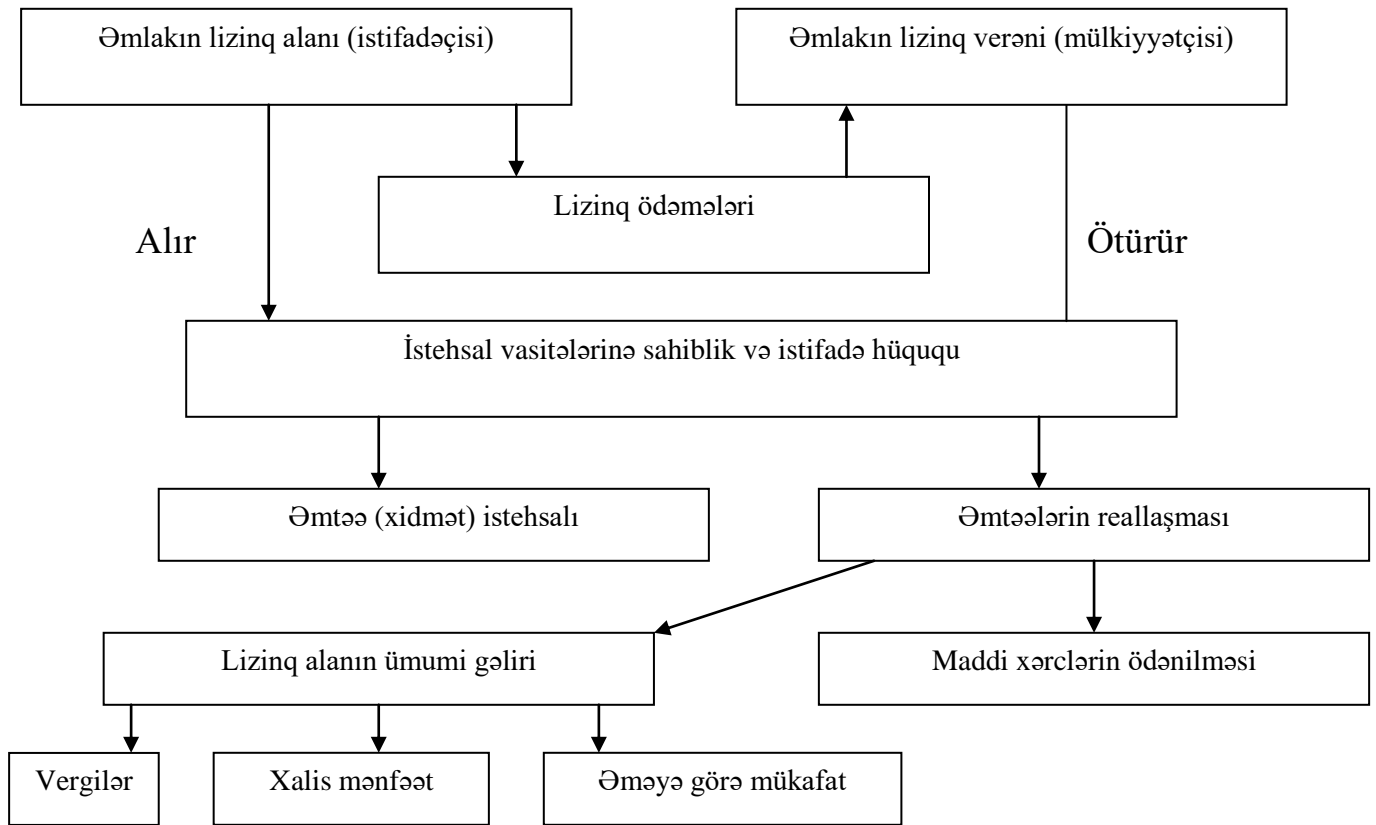 Əmlakın lizinq alanı (istifadəçisi)
Əmlakın lizinq verəni (mülkiyyətçisi)
Lizinq ödəmələri
Alır
Ötürür
İstehsal vasitələrinə sahiblik və istifadə hüququ
Əmtəə (xidmət) istehsalı
Əmtəələrin reallaşması
Lizinq alanın ümumi gəliri
Maddi xərclərin ödənilməsi
Vergilər
Xalis mənfəət
Əməyə görə mükafat